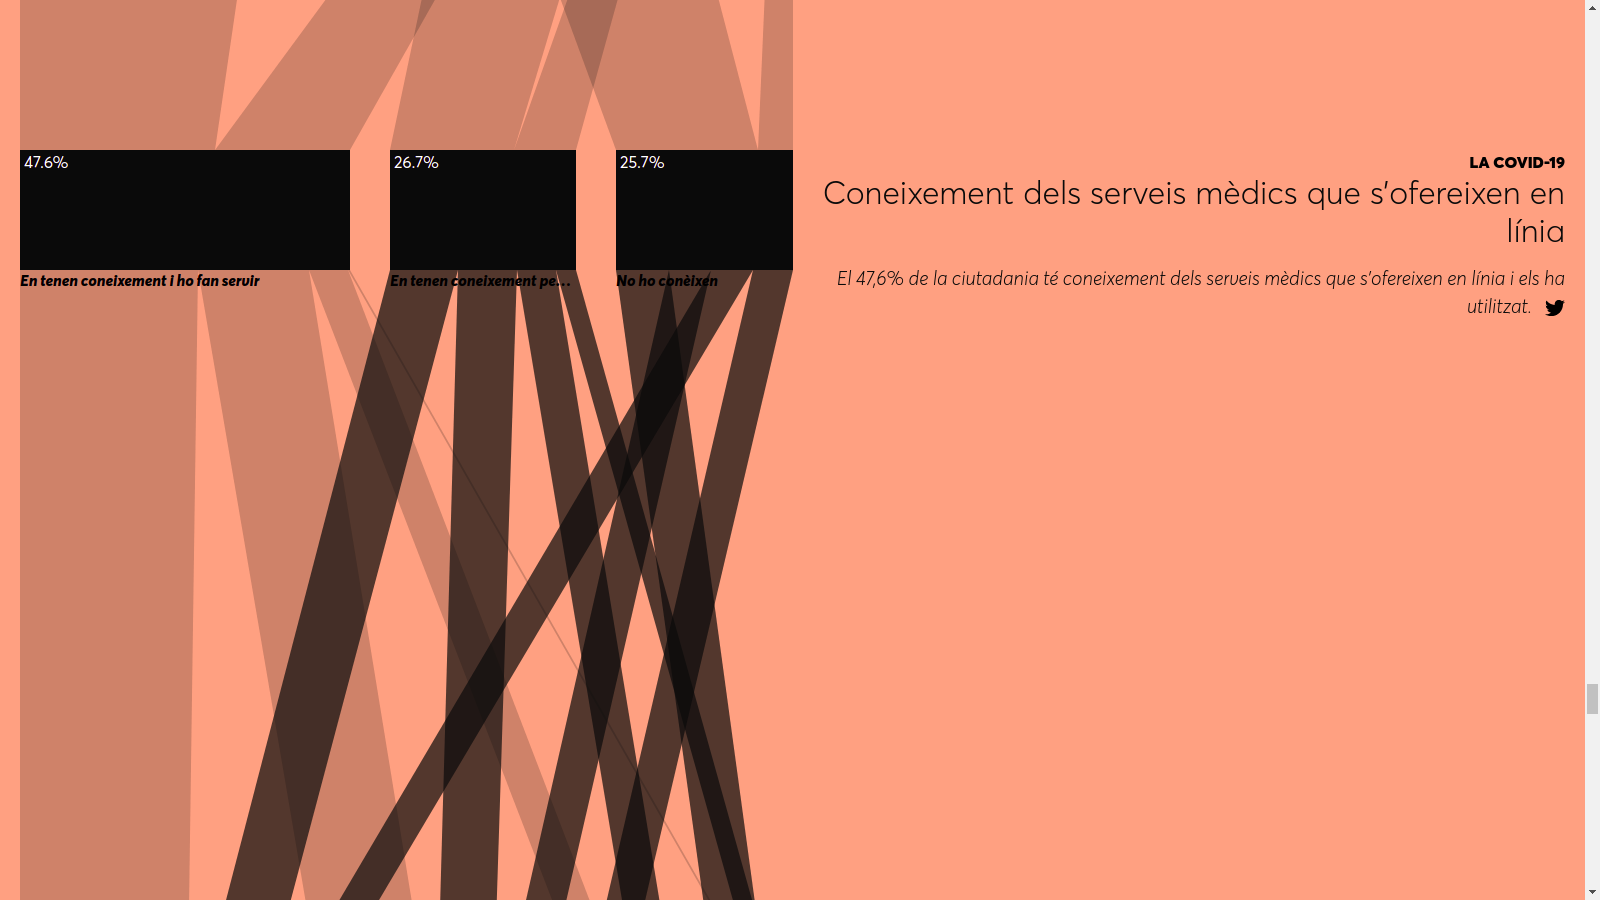 47.6%
26.7%
25.7%
En tenen coneixement i ho fan servir
En tenen coneixement pe...
No ho conèixen
LA COVID-19
Coneixement dels serveis mèdics que s'ofereixen en
línia
El 47,6% de la ciutadania té coneixement dels serveis mèdics que s'ofereixen en línia i els ha
utilitzat.